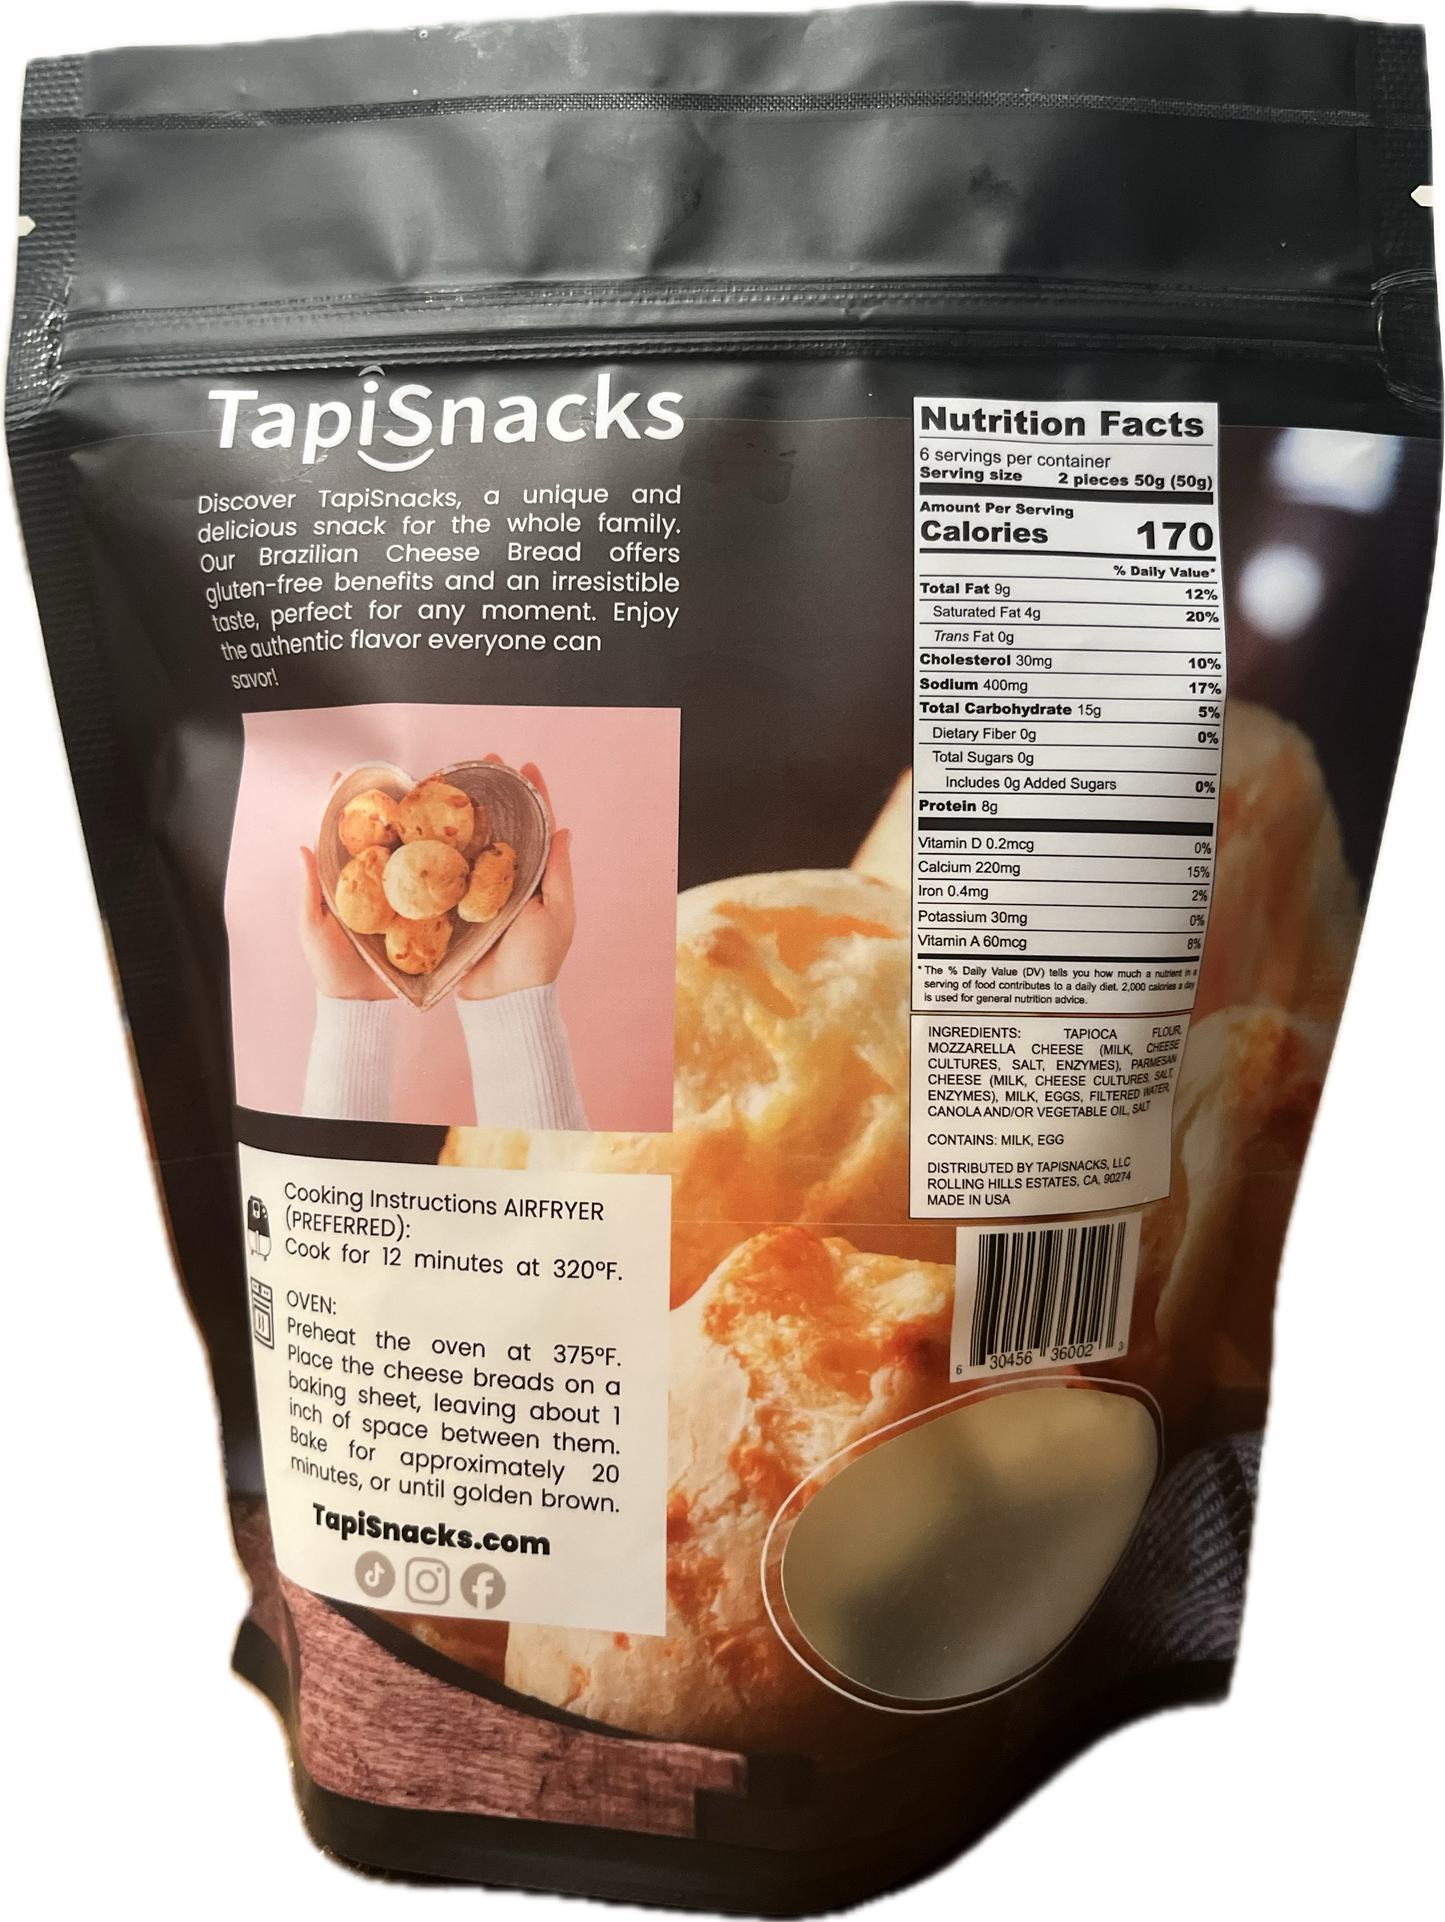 TapiSnacks
Discover TapiSnacks, a unique and
delicious snack for the whole family.
Our Brazilian Cheese Bread offers
gluten-free benefits and an irresistible
taste, perfect for any moment. Enjoy
the authentic flavor everyone can
savor!
Cooking Instructions AIRFRYER
(PREFERRED):
Cook for 12 minutes at 320ºF.
OVEN:
Preheat the oven at 375ºF.
Place the cheese breads on a
baking sheet, leaving about 1
inch of space between them.
Bake for approximately 20
minutes, or until golden brown.
TapiSnacks.com
Nutrition Facts
6 servings per container
Serving size 2 pieces 50g (50g)
Amount Per Serving
Calories 170
% Daily Value*
Total Fat 9g 12%
Saturated Fat 4g 20%
Trans Fat 0g
Cholesterol 30mg 10%
Sodium 400mg 17%
Total Carbohydrate 15g 5%
Dietary Fiber 0g 0%
Total Sugars 0g
Includes 0g Added Sugars 0%
Protein 8g
Vitamin D 0.2mcg 0%
Calcium 220mg 15%
Iron 0.4mg 2%
Potassium 30mg 0%
Vitamin A 60mcg 8%
* The % Daily Value (DV) tells you how much a nutrient in a
serving of food contributes to a daily diet. 2,000 calories a day
is used for general nutrition advice.
INGREDIENTS: TAPIOCA FLOUR,
MOZZARELLA CHEESE (MILK, CHEESE
CULTURES, SALT, ENZYMES), PARMESAN
CHEESE (MILK, CHEESE CULTURES, SALT,
ENZYMES), MILK, EGGS, FILTERED WATER,
CANOLA AND/OR VEGETABLE OIL, SALT
CONTAINS: MILK, EGG
DISTRIBUTED BY TAPISNACKS, LLC
ROLLING HILLS ESTATES, CA, 90274
MADE IN USA
6 30456 36002 3